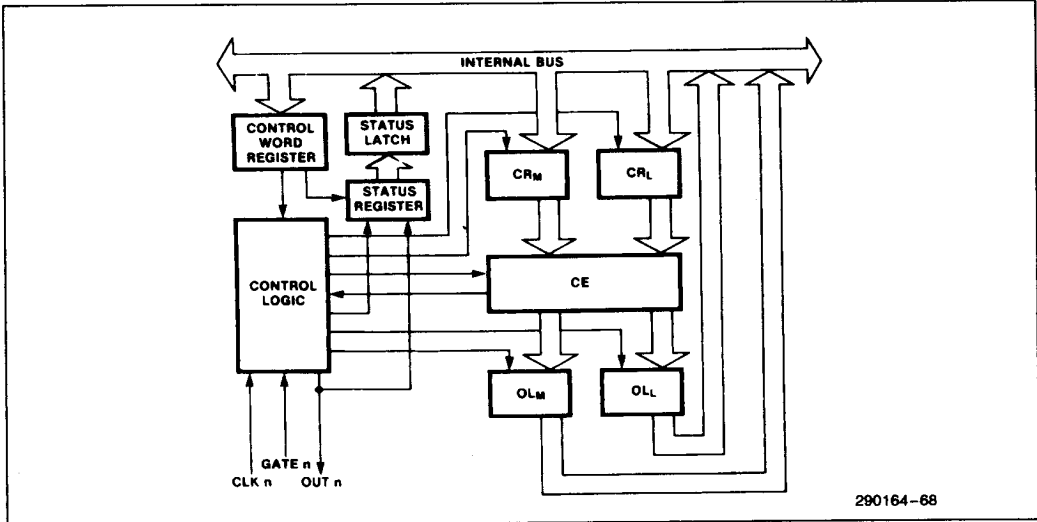 INTERNAL BUS
CONTROL
WORD
REGISTER
STATUS
LATCH
STATUS
REGISTER
CRM
CRL
CONTROL
LOGIC
CE
OLM
OLL
GATE n
CLK n
OUT n
290164-68